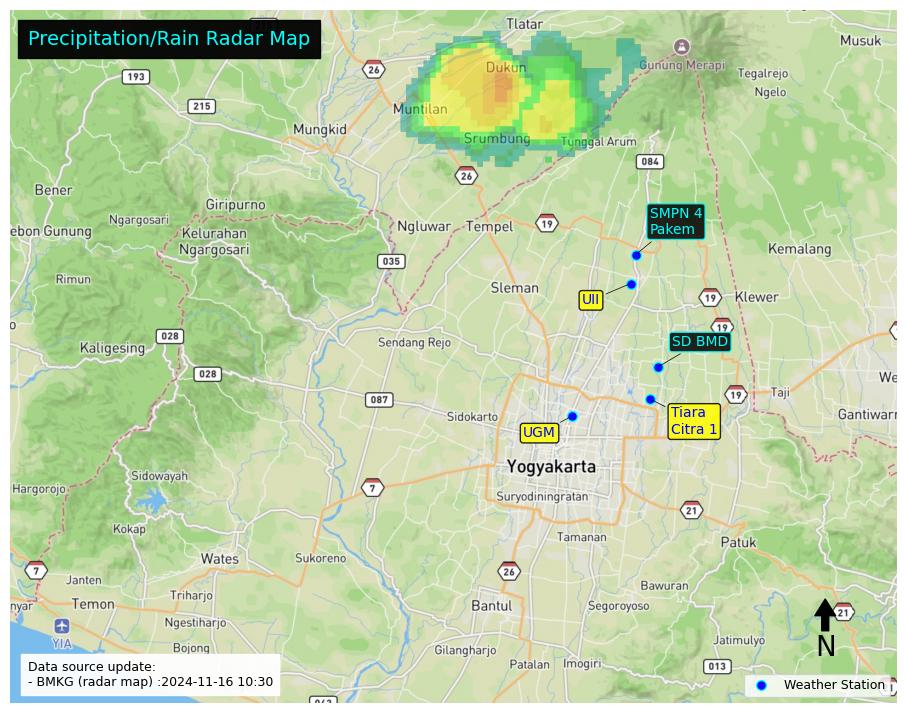 Precipitation/Rain Radar Map
Tlatar
Musuk
26
Dukun
Gunung Merapi
Tegalrejo
193
Ngelo
215
Muntilan
Mungkid
Srumbung
Tunggal Arum
084
26
Bener
Giripurno
SMPN 4
Pakem
Ngargosari
Ngluwar
Tempel
19
ebon Gunung
Kelurahan
Ngargosari
Kemalang
035
Rimun
Sleman
UII
19
Klewer
028
19
Kaligesing
Sendang Rejo
SD BMD
028
We
087
19
Taji
Sidokarto
Tiara
Citra 1
Gantiwarn
UGM
Yogyakarta
Sidowayah
Hargorojo
7
Suryodiningratan
21
Kokap
Tamanan
Patuk
Wates
Sukoreno
7
26
Janten
Bawuran
Triharjo
nyar
Temon
Bantul
Segoroyoso
21
Ngestiharjo
YIA
Bojong
Gilangharjo
Jatimulyo
N
Data source update:
- BMKG (radar map) :2024-11-16 10:30
Patalan
Imogiri
013
Weather Station